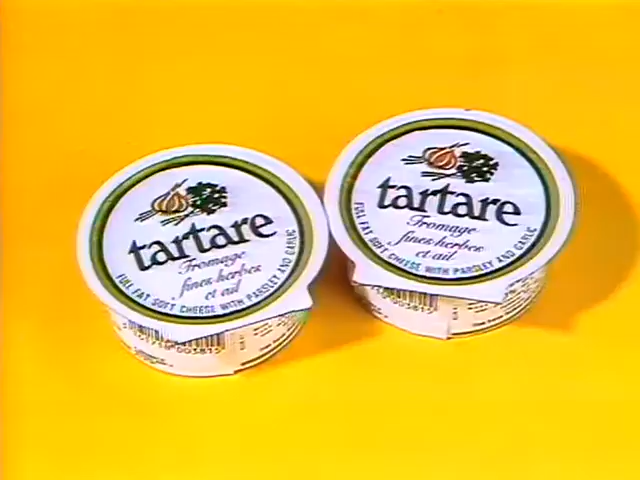 tartare
Fromage
fines herbes
et ail
FULL FAT SOFT CHEESE WITH PARSLEY AND GARLIC
tartare
Fromage
fines herbes
et ail
FULL FAT SOFT CHEESE WITH PARSLEY AND GARLIC